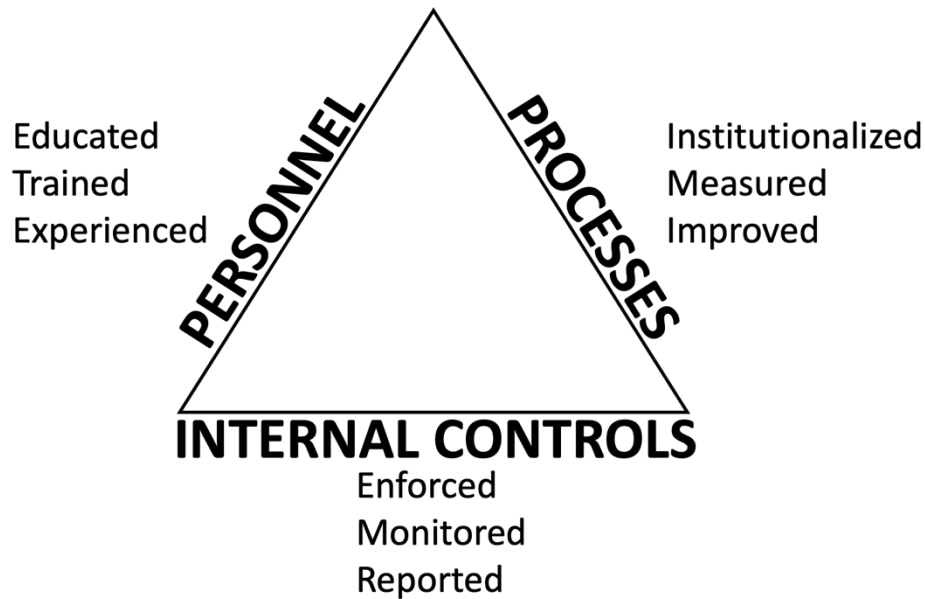 Educated
Trained
Experienced
PERSONNEL
PROCESSES
Institutionalized
Measured
Improved
INTERNAL CONTROLS
Enforced
Monitored
Reported